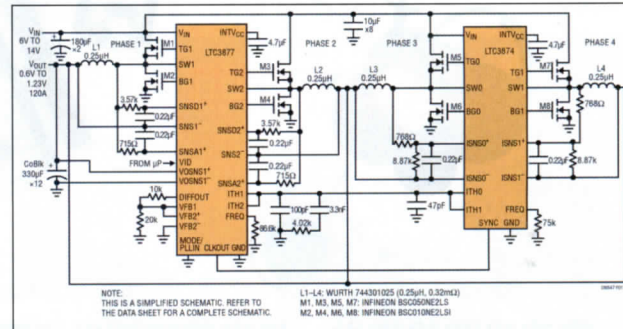 VIN
6V TO
14V
180µF
×2
VOUT
0.6V TO
1.23V
120A
L1
0.25µH
PHASE 1
M1
M2
VIN
INTVCC
LTC3877
TG1
SW1
BG1
SNSD1+
SNS1−
SNSA1+
VID
VOSNS1+
VOSNS1−
DIFFOUT
VFB1
VFB2+
VFB2−
MODE/
PLLIN
CLKOUT
GND
TG2
SW2
BG2
SNSD2+
SNS2−
SNSA2+
ITH1
ITH2
FREQ
4.7µF
3.57k
0.22µF
0.22µF
715Ω
FROM µP
COBlk
330µF
×12
10k
20k
PHASE 2
M3
M4
L2
0.25µH
3.57k
0.22µF
0.22µF
715Ω
100pF
3.3nF
4.02k
86.6k
10µF
×8
PHASE 3
L3
0.25µH
M5
M6
768Ω
8.87k
0.22µF
47pF
VIN
INTVCC
LTC3874
TG0
SW0
BG0
ISNS0+
ISNS0−
ITH0
ITH1
TG1
SW1
BG1
ISNS1+
ISNS1−
FREQ
SYNC
GND
4.7µF
PHASE 4
M7
M8
L4
0.25µH
768Ω
0.22µF
8.87k
75k
NOTE:
THIS IS A SIMPLIFIED SCHEMATIC. REFER TO
THE DATA SHEET FOR A COMPLETE SCHEMATIC.
L1–L4: WURTH 744301025 (0.25µH, 0.32mΩ)
M1, M3, M5, M7: INFINEON BSC050NE2LS
M2, M4, M6, M8: INFINEON BSC010NE2LSI